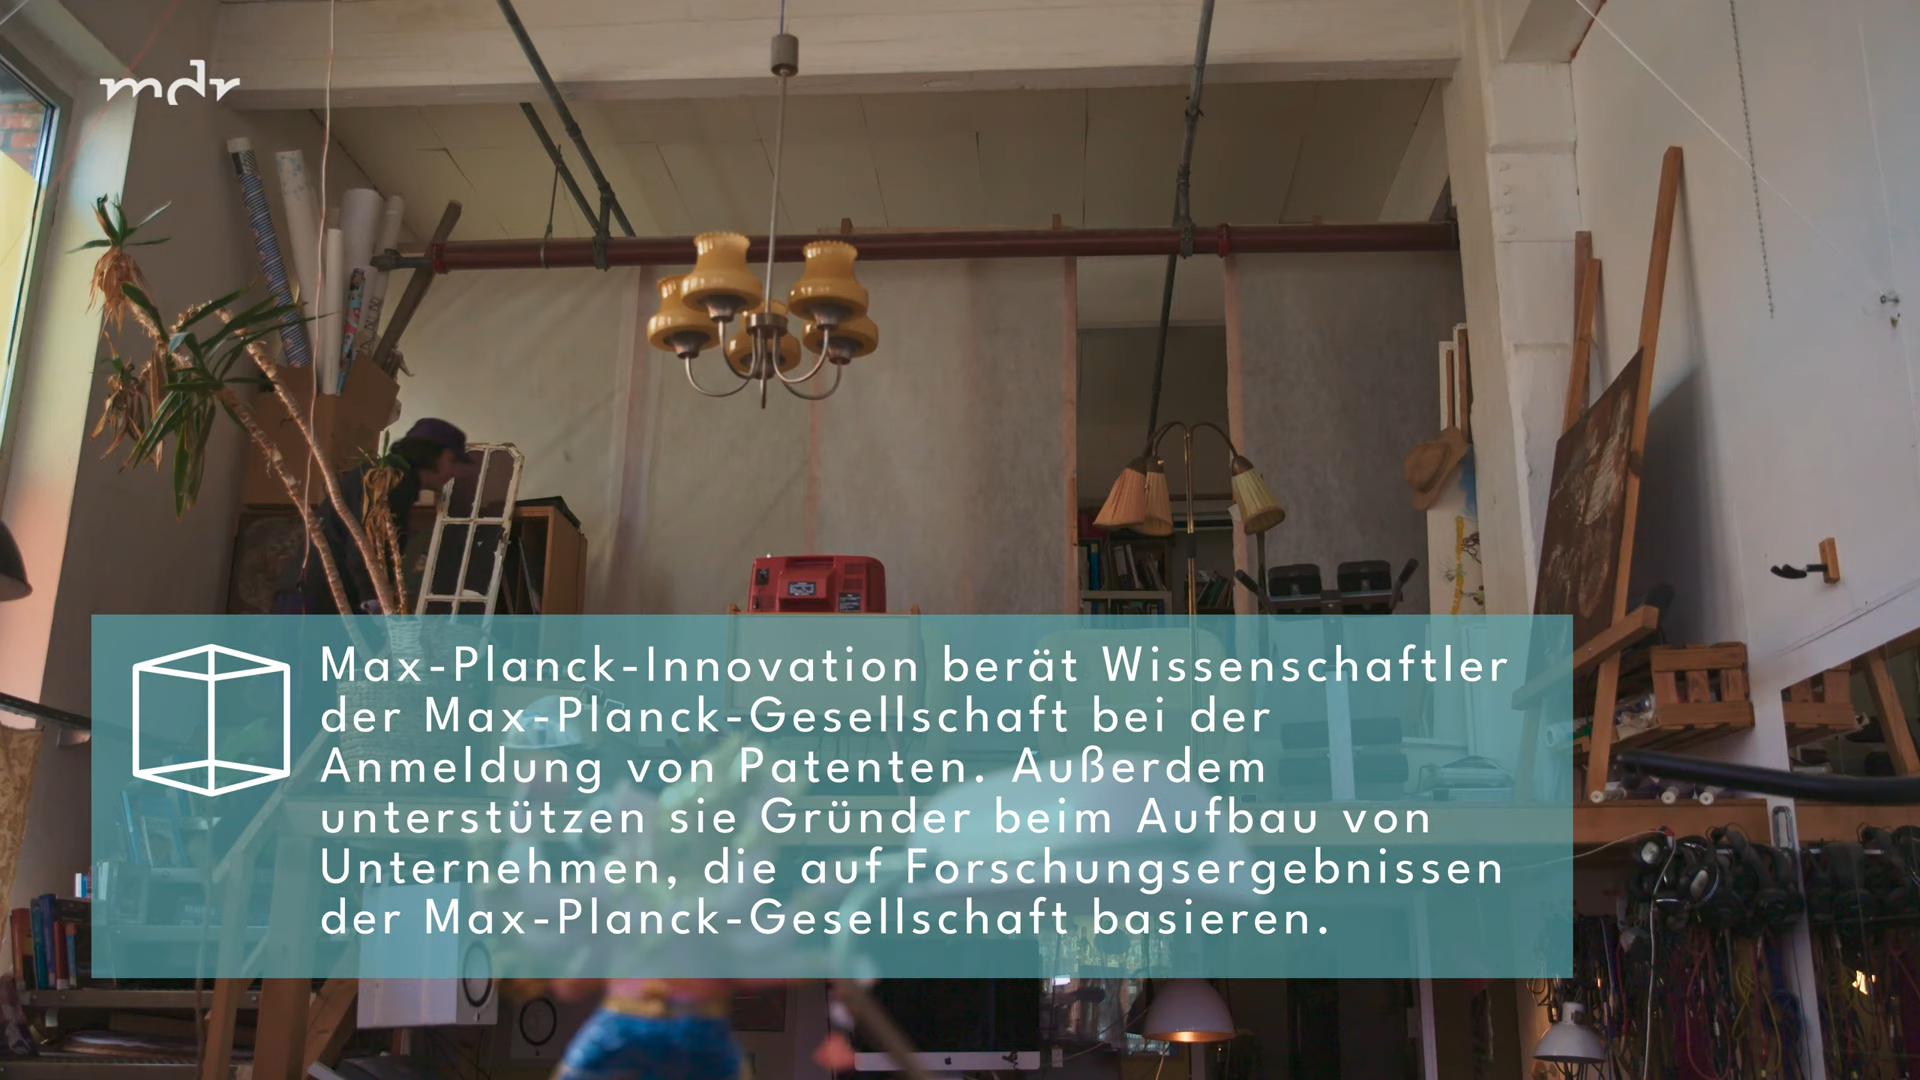 mdr
Max-Planck-Innovation berät Wissenschaftler
der Max-Planck-Gesellschaft bei der
Anmeldung von Patenten. Außerdem
unterstützen sie Gründer beim Aufbau von
Unternehmen, die auf Forschungsergebnissen
der Max-Planck-Gesellschaft basieren.